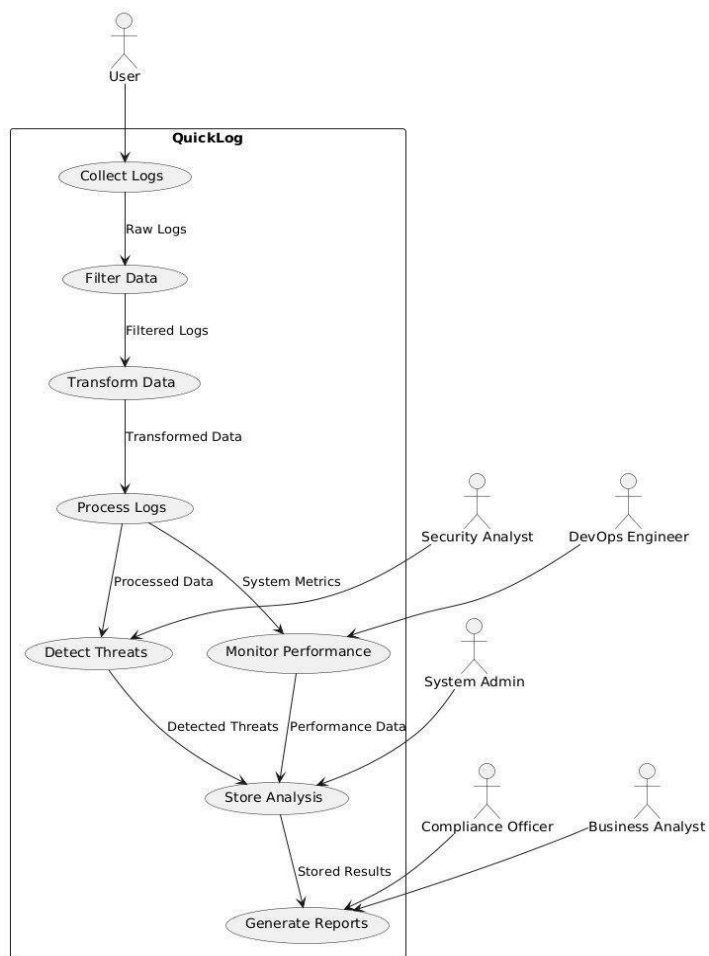 User
QuickLog
Collect Logs
Raw Logs
Filter Data
Filtered Logs
Transform Data
Transformed Data
Process Logs
Security Analyst
DevOps Engineer
Processed Data
System Metrics
Detect Threats
Monitor Performance
System Admin
Detected Threats
Performance Data
Store Analysis
Compliance Officer
Business Analyst
Stored Results
Generate Reports